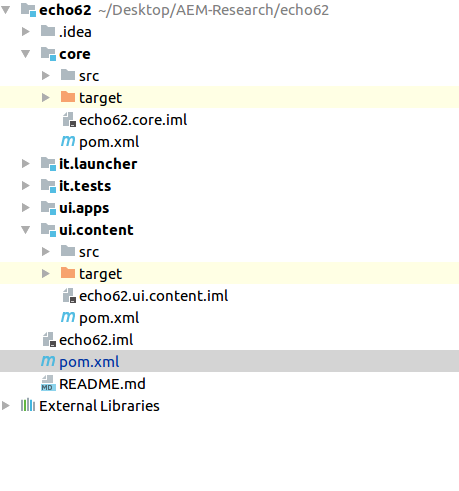 echo62 ~/Desktop/AEM-Research/echo62
.idea
core
src
target
echo62.core.iml
m pom.xml
it.launcher
it.tests
ui.apps
ui.content
src
target
echo62.ui.content.iml
m pom.xml
echo62.iml
m pom.xml
MD README.md
External Libraries